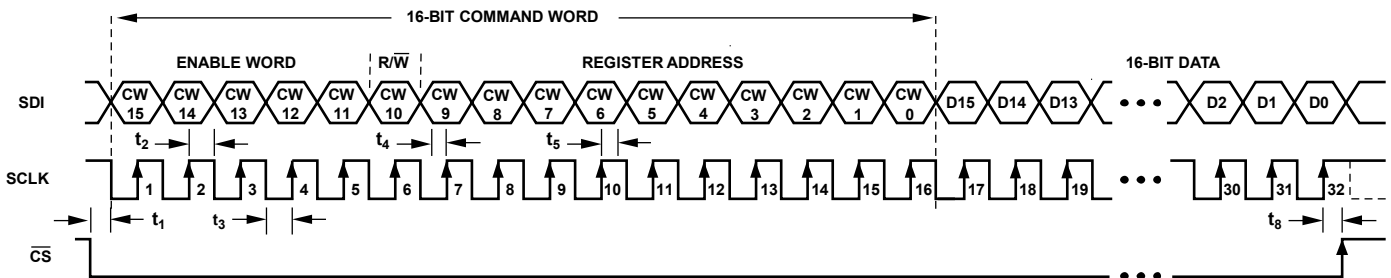 16-BIT COMMAND WORD
ENABLE WORD R/W̅ REGISTER ADDRESS 16-BIT DATA
SDI CW 15 CW 14 CW 13 CW 12 CW 11 CW 10 CW 9 CW 8 CW 7 CW 6 CW 5 CW 4 CW 3 CW 2 CW 1 CW 0 D15 D14 D13 D2 D1 D0
t2 t4 t5
SCLK 1 2 3 4 5 6 7 8 9 10 11 12 13 14 15 16 17 18 19 30 31 32
t1 t3 t8
C̅S̅